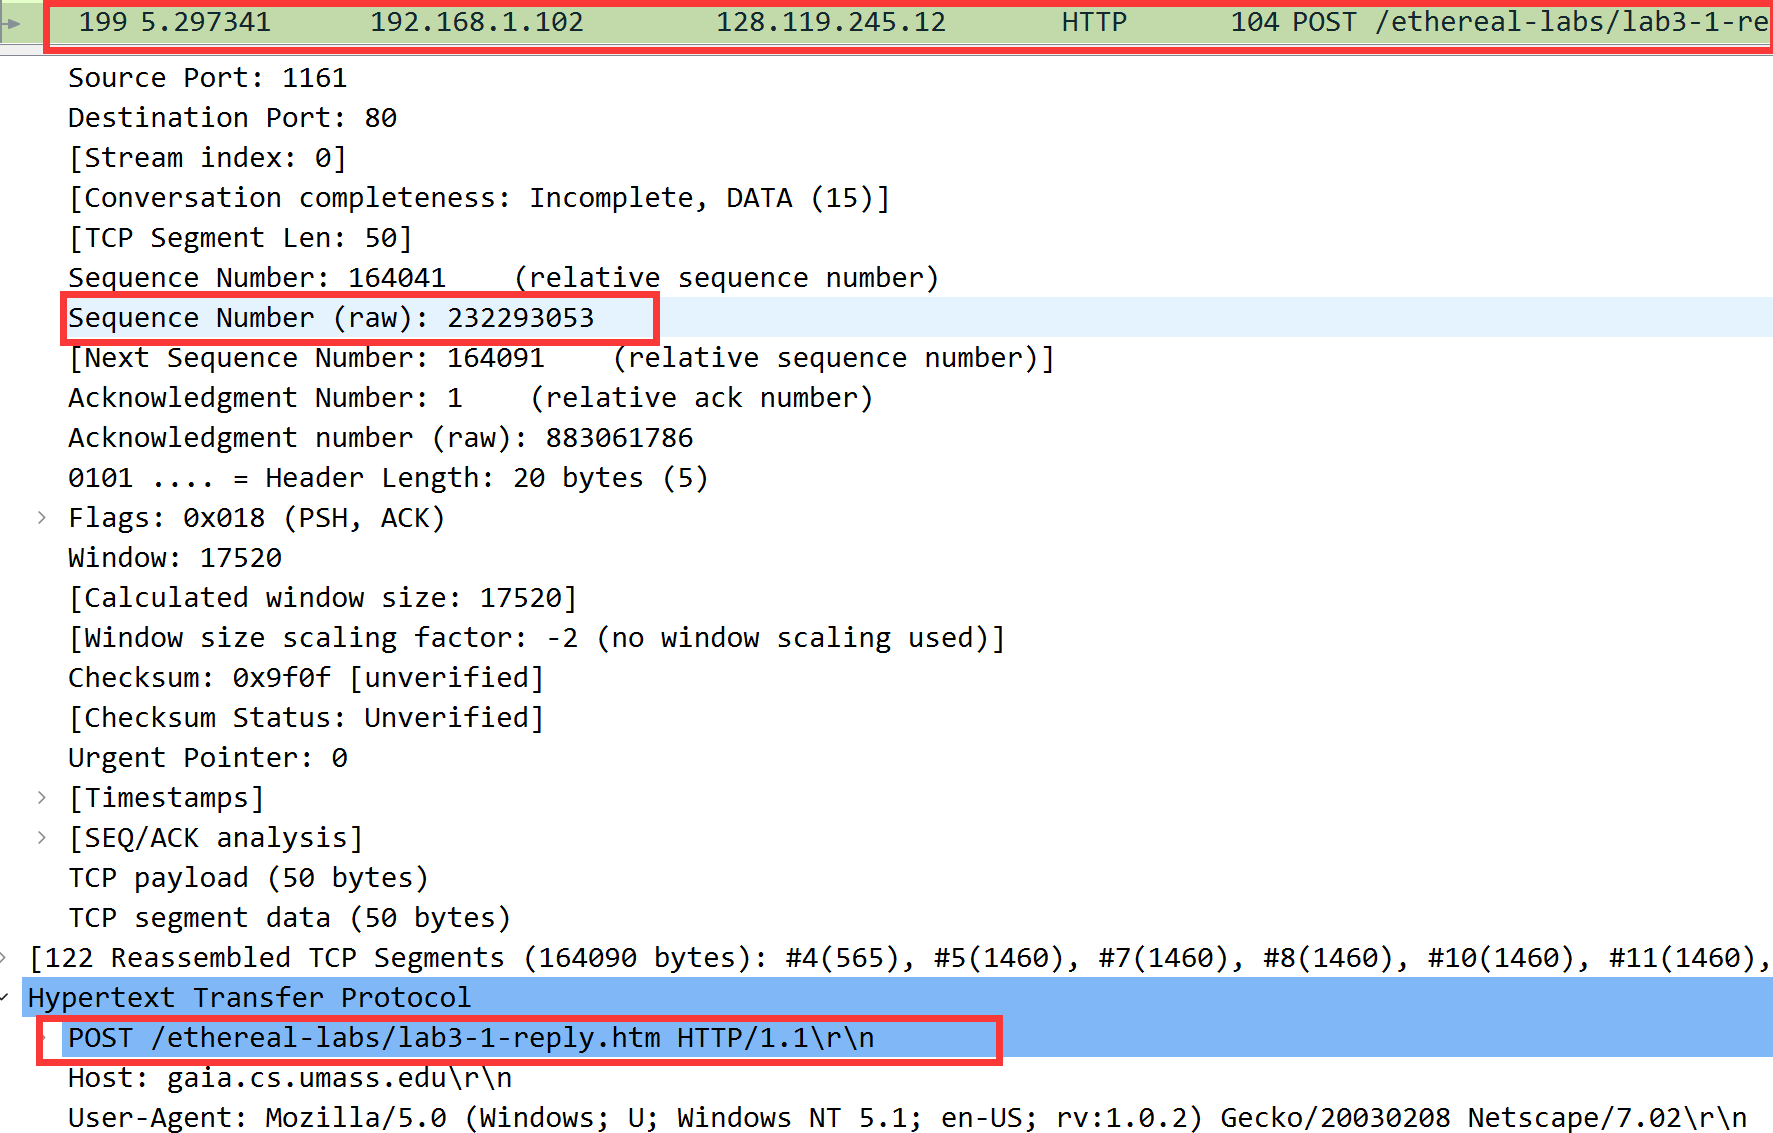 199 5.297341 192.168.1.102 128.119.245.12 HTTP 104 POST /ethereal-labs/lab3-1-re
Source Port: 1161
Destination Port: 80
[Stream index: 0]
[Conversation completeness: Incomplete, DATA (15)]
[TCP Segment Len: 50]
Sequence Number: 164041    (relative sequence number)
Sequence Number (raw): 232293053
[Next Sequence Number: 164091    (relative sequence number)]
Acknowledgment Number: 1    (relative ack number)
Acknowledgment number (raw): 883061786
0101 .... = Header Length: 20 bytes (5)
Flags: 0x018 (PSH, ACK)
Window: 17520
[Calculated window size: 17520]
[Window size scaling factor: -2 (no window scaling used)]
Checksum: 0x9f0f [unverified]
[Checksum Status: Unverified]
Urgent Pointer: 0
[Timestamps]
[SEQ/ACK analysis]
TCP payload (50 bytes)
TCP segment data (50 bytes)
[122 Reassembled TCP Segments (164090 bytes): #4(565), #5(1460), #7(1460), #8(1460), #10(1460), #11(1460),
Hypertext Transfer Protocol
POST /ethereal-labs/lab3-1-reply.htm HTTP/1.1\r\n
Host: gaia.cs.umass.edu\r\n
User-Agent: Mozilla/5.0 (Windows; U; Windows NT 5.1; en-US; rv:1.0.2) Gecko/20030208 Netscape/7.02\r\n